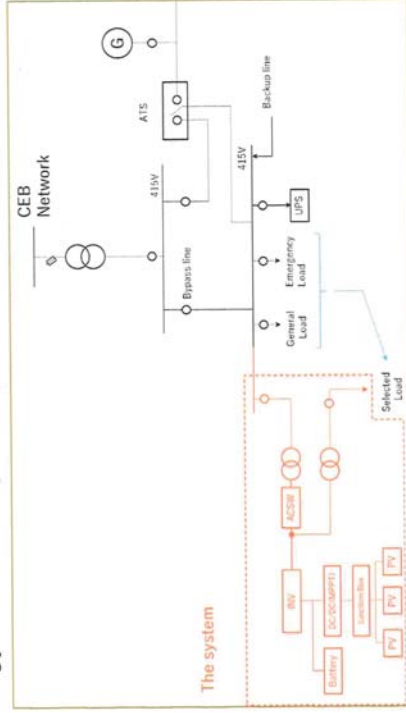 CEB
Network
G
ATS
415V
Bypass line
415V
Backup line
UPS
Emergency
Load
General Load
Selected
Load
The system
ACSW
INV
DC/DC(MPPT)
Junction Box
Battery
PV
PV
PV